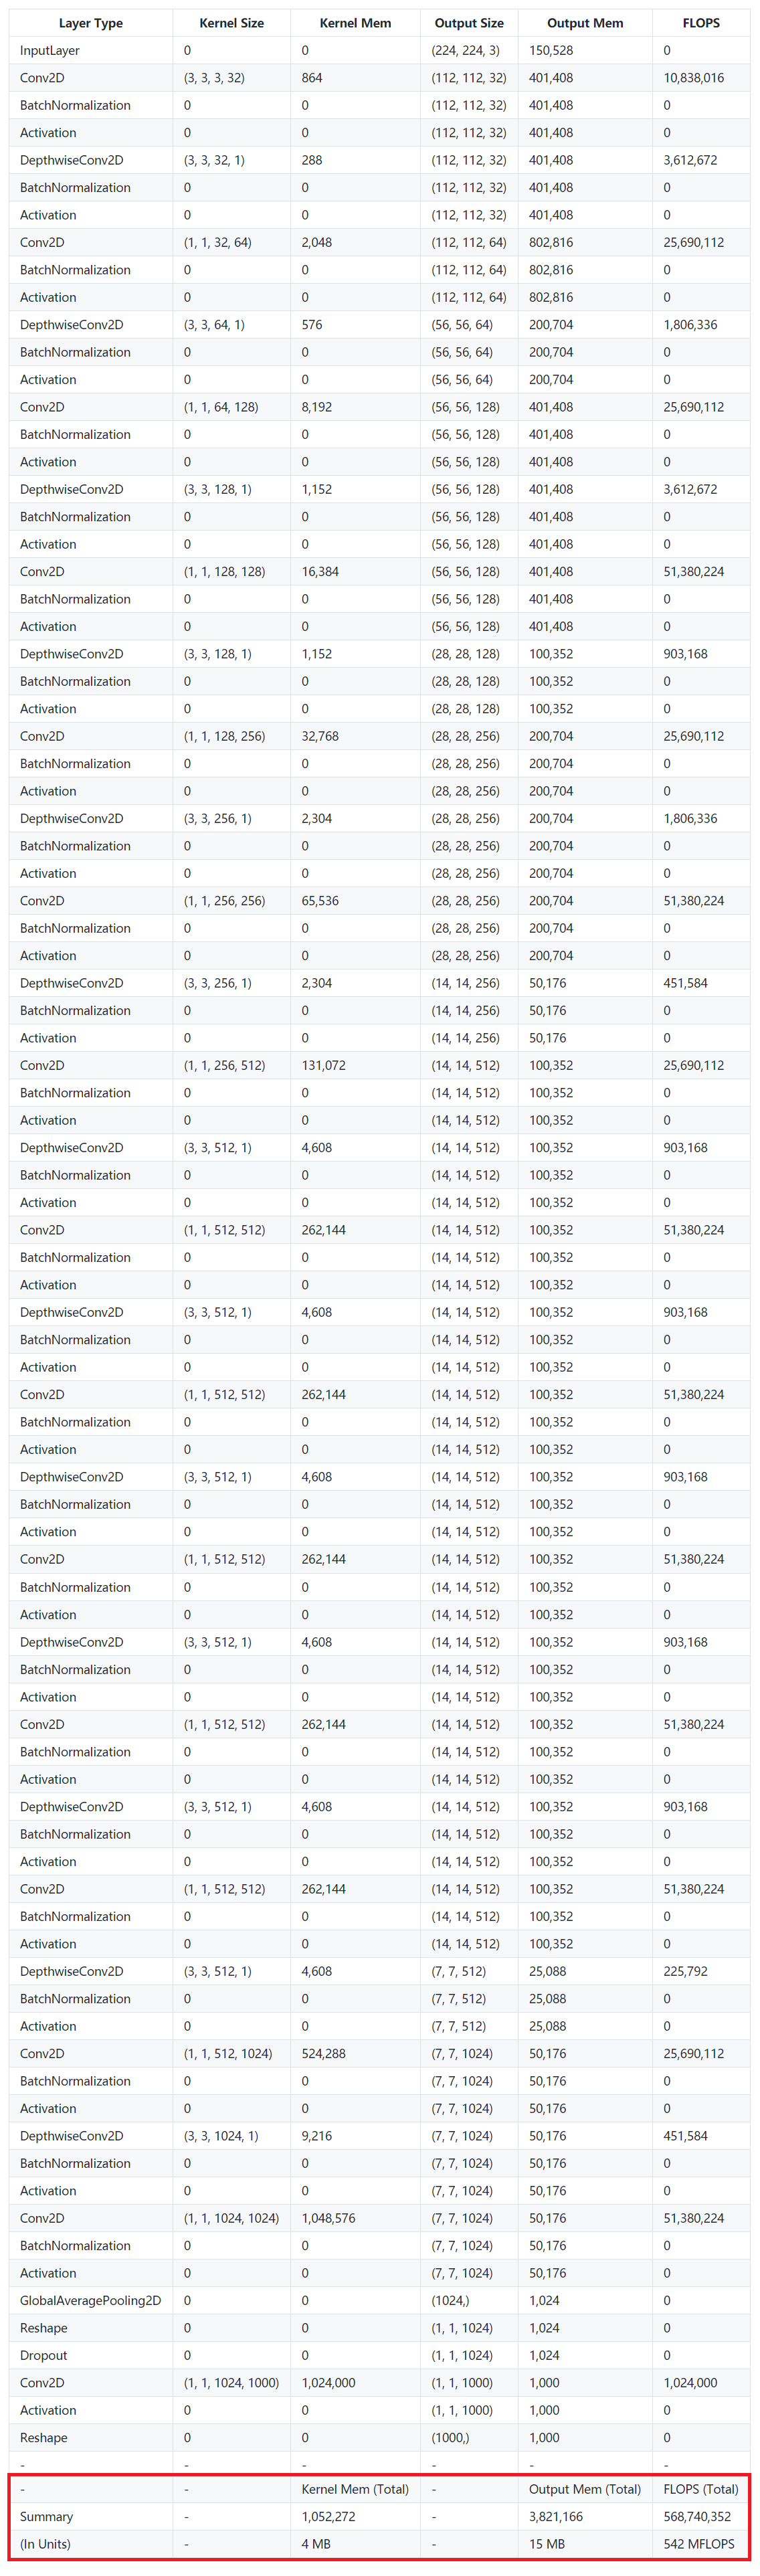 Layer Type Kernel Size Kernel Mem Output Size Output Mem FLOPS
InputLayer 0 0 (224, 224, 3) 150,528 0
Conv2D (3, 3, 3, 32) 864 (112, 112, 32) 401,408 10,838,016
BatchNormalization 0 0 (112, 112, 32) 401,408 0
Activation 0 0 (112, 112, 32) 401,408 0
DepthwiseConv2D (3, 3, 32, 1) 288 (112, 112, 32) 401,408 3,612,672
BatchNormalization 0 0 (112, 112, 32) 401,408 0
Activation 0 0 (112, 112, 32) 401,408 0
Conv2D (1, 1, 32, 64) 2,048 (112, 112, 64) 802,816 25,690,112
BatchNormalization 0 0 (112, 112, 64) 802,816 0
Activation 0 0 (112, 112, 64) 802,816 0
DepthwiseConv2D (3, 3, 64, 1) 576 (56, 56, 64) 200,704 1,806,336
BatchNormalization 0 0 (56, 56, 64) 200,704 0
Activation 0 0 (56, 56, 64) 200,704 0
Conv2D (1, 1, 64, 128) 8,192 (56, 56, 128) 401,408 25,690,112
BatchNormalization 0 0 (56, 56, 128) 401,408 0
Activation 0 0 (56, 56, 128) 401,408 0
DepthwiseConv2D (3, 3, 128, 1) 1,152 (56, 56, 128) 401,408 3,612,672
BatchNormalization 0 0 (56, 56, 128) 401,408 0
Activation 0 0 (56, 56, 128) 401,408 0
Conv2D (1, 1, 128, 128) 16,384 (56, 56, 128) 401,408 51,380,224
BatchNormalization 0 0 (56, 56, 128) 401,408 0
Activation 0 0 (56, 56, 128) 401,408 0
DepthwiseConv2D (3, 3, 128, 1) 1,152 (28, 28, 128) 100,352 903,168
BatchNormalization 0 0 (28, 28, 128) 100,352 0
Activation 0 0 (28, 28, 128) 100,352 0
Conv2D (1, 1, 128, 256) 32,768 (28, 28, 256) 200,704 25,690,112
BatchNormalization 0 0 (28, 28, 256) 200,704 0
Activation 0 0 (28, 28, 256) 200,704 0
DepthwiseConv2D (3, 3, 256, 1) 2,304 (28, 28, 256) 200,704 1,806,336
BatchNormalization 0 0 (28, 28, 256) 200,704 0
Activation 0 0 (28, 28, 256) 200,704 0
Conv2D (1, 1, 256, 256) 65,536 (28, 28, 256) 200,704 51,380,224
BatchNormalization 0 0 (28, 28, 256) 200,704 0
Activation 0 0 (28, 28, 256) 200,704 0
DepthwiseConv2D (3, 3, 256, 1) 2,304 (14, 14, 256) 50,176 451,584
BatchNormalization 0 0 (14, 14, 256) 50,176 0
Activation 0 0 (14, 14, 256) 50,176 0
Conv2D (1, 1, 256, 512) 131,072 (14, 14, 512) 100,352 25,690,112
BatchNormalization 0 0 (14, 14, 512) 100,352 0
Activation 0 0 (14, 14, 512) 100,352 0
DepthwiseConv2D (3, 3, 512, 1) 4,608 (14, 14, 512) 100,352 903,168
BatchNormalization 0 0 (14, 14, 512) 100,352 0
Activation 0 0 (14, 14, 512) 100,352 0
Conv2D (1, 1, 512, 512) 262,144 (14, 14, 512) 100,352 51,380,224
BatchNormalization 0 0 (14, 14, 512) 100,352 0
Activation 0 0 (14, 14, 512) 100,352 0
DepthwiseConv2D (3, 3, 512, 1) 4,608 (14, 14, 512) 100,352 903,168
BatchNormalization 0 0 (14, 14, 512) 100,352 0
Activation 0 0 (14, 14, 512) 100,352 0
Conv2D (1, 1, 512, 512) 262,144 (14, 14, 512) 100,352 51,380,224
BatchNormalization 0 0 (14, 14, 512) 100,352 0
Activation 0 0 (14, 14, 512) 100,352 0
DepthwiseConv2D (3, 3, 512, 1) 4,608 (14, 14, 512) 100,352 903,168
BatchNormalization 0 0 (14, 14, 512) 100,352 0
Activation 0 0 (14, 14, 512) 100,352 0
Conv2D (1, 1, 512, 512) 262,144 (14, 14, 512) 100,352 51,380,224
BatchNormalization 0 0 (14, 14, 512) 100,352 0
Activation 0 0 (14, 14, 512) 100,352 0
DepthwiseConv2D (3, 3, 512, 1) 4,608 (14, 14, 512) 100,352 903,168
BatchNormalization 0 0 (14, 14, 512) 100,352 0
Activation 0 0 (14, 14, 512) 100,352 0
Conv2D (1, 1, 512, 512) 262,144 (14, 14, 512) 100,352 51,380,224
BatchNormalization 0 0 (14, 14, 512) 100,352 0
Activation 0 0 (14, 14, 512) 100,352 0
DepthwiseConv2D (3, 3, 512, 1) 4,608 (14, 14, 512) 100,352 903,168
BatchNormalization 0 0 (14, 14, 512) 100,352 0
Activation 0 0 (14, 14, 512) 100,352 0
Conv2D (1, 1, 512, 512) 262,144 (14, 14, 512) 100,352 51,380,224
BatchNormalization 0 0 (14, 14, 512) 100,352 0
Activation 0 0 (14, 14, 512) 100,352 0
DepthwiseConv2D (3, 3, 512, 1) 4,608 (7, 7, 512) 25,088 225,792
BatchNormalization 0 0 (7, 7, 512) 25,088 0
Activation 0 0 (7, 7, 512) 25,088 0
Conv2D (1, 1, 512, 1024) 524,288 (7, 7, 1024) 50,176 25,690,112
BatchNormalization 0 0 (7, 7, 1024) 50,176 0
Activation 0 0 (7, 7, 1024) 50,176 0
DepthwiseConv2D (3, 3, 1024, 1) 9,216 (7, 7, 1024) 50,176 451,584
BatchNormalization 0 0 (7, 7, 1024) 50,176 0
Activation 0 0 (7, 7, 1024) 50,176 0
Conv2D (1, 1, 1024, 1024) 1,048,576 (7, 7, 1024) 50,176 51,380,224
BatchNormalization 0 0 (7, 7, 1024) 50,176 0
Activation 0 0 (7, 7, 1024) 50,176 0
GlobalAveragePooling2D 0 0 (1024,) 1,024 0
Reshape 0 0 (1, 1, 1024) 1,024 0
Dropout 0 0 (1, 1, 1024) 1,024 0
Conv2D (1, 1, 1024, 1000) 1,024,000 (1, 1, 1000) 1,000 1,024,000
Activation 0 0 (1, 1, 1000) 1,000 0
Reshape 0 0 (1000,) 1,000 0
- - - - - -
- - Kernel Mem (Total) - Output Mem (Total) FLOPS (Total)
Summary - 1,052,272 - 3,821,166 568,740,352
(In Units) - 4 MB - 15 MB 542 MFLOPS